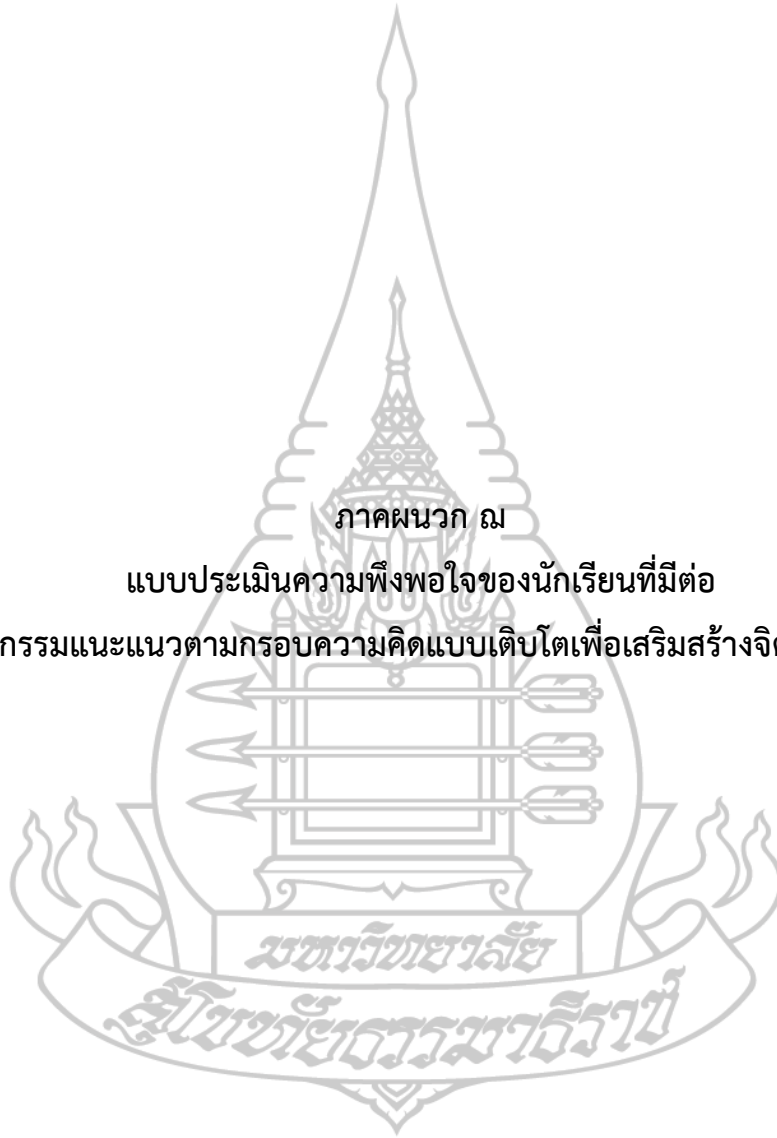 ภาคผนวก ฌ
แบบประเมินความพึงพอใจของนักเรียนที่มีต่อ
กรรมแนะแนวตามกรอบความคิดแบบเติบโตเพื่อเสริมสร้างจิต
มหาวิทยาลัย
สุโขทัยธรรมาธิราช